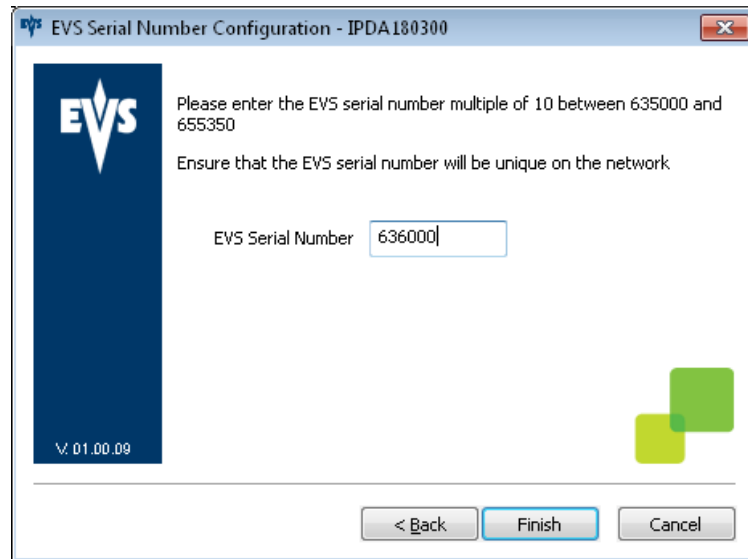 EVS EVS Serial Number Configuration - IPDA180300
EVS
Please enter the EVS serial number multiple of 10 between 635000 and
655350
Ensure that the EVS serial number will be unique on the network
EVS Serial Number 636000
V. 01.00.09
< Back Finish Cancel